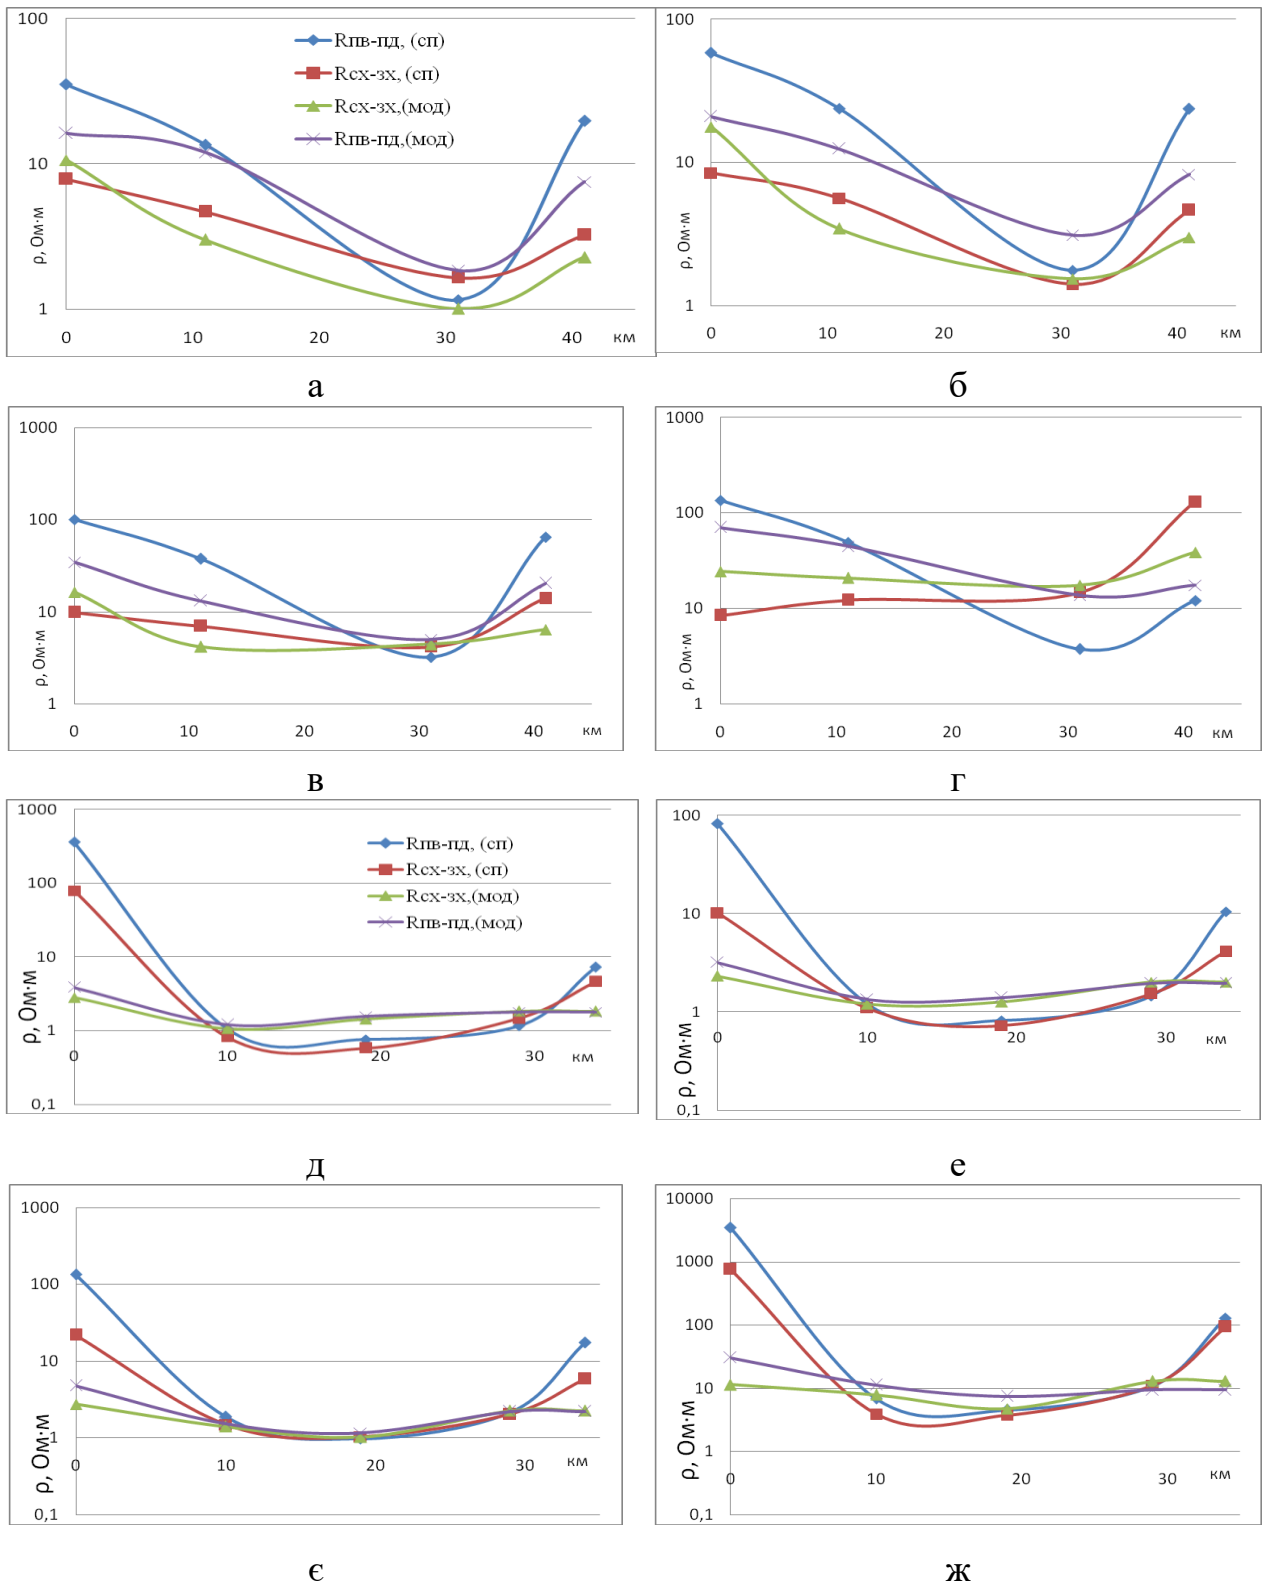 100
10
1
ρ, Ом·м
Rпв-пд, (сп)
Rсх-зх, (сп)
Rсх-зх,(мод)
Rпв-пд,(мод)
0 10 20 30 40 км
а
100
10
1
ρ, Ом·м
0 10 20 30 40 км
б
1000
100
10
1
ρ, Ом·м
0 10 20 30 40 км
в
1000
100
10
1
ρ, Ом·м
0 10 20 30 40 км
г
1000
100
10
1
0,1
ρ, Ом·м
Rпв-пд, (сп)
Rсх-зх, (сп)
Rсх-зх,(мод)
Rпв-пд,(мод)
0 10 20 30 км
д
100
10
1
0,1
ρ, Ом·м
0 10 20 30 км
е
1000
100
10
1
0,1
ρ, Ом·м
0 10 20 30 км
є
10000
1000
100
10
1
0,1
ρ, Ом·м
0 10 20 30 км
ж